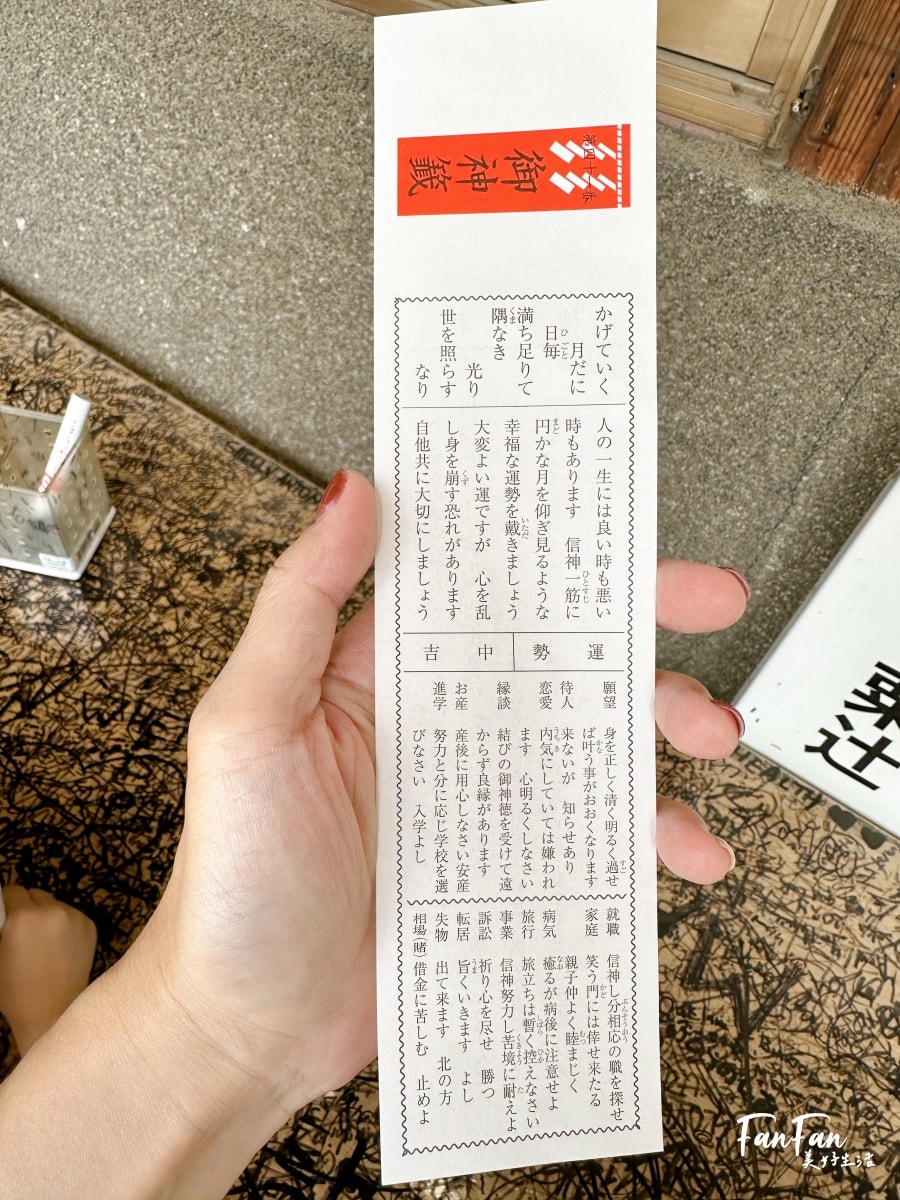 第四十一番
御神籤
かげていく
月だに
日毎
満ち足りて
隅なき
光り
世を照らす
なり
人の一生には良い時も悪い
時もあります 信神一筋に
円かな月を仰ぎ見るような
幸福な運勢を戴きましょう
大変よい運ですが 心を乱
し身を崩す恐れがあります
自他共に大切にしましょう
運勢
中吉
願望 身を正しく清く明るく過せ
ば叶う事がおおくなります
待人 来ないが 知らせあり
恋愛 内気にしていては嫌われ
ます 心明るくしなさい
縁談 結びの御神徳を受けて遠
からず良縁があります
お産 産後に用心しなさい安産
進学 努力と分に応じ学校を選
びなさい 入学よし
就職 信神し分相応の職を探せ
家庭 笑う門には倖せ来たる
親子仲よく睦まじく
病気 癒るが病後に注意せよ
旅行 旅立ちは暫く控えなさい
事業 信神努力し苦境に耐えよ
訴訟 祈り心を尽せ 勝つ
転居 旨くいきます よし
失物 出て来ます 北の方
相場(賭) 借金に苦しむ 止めよ
FanFan
美好生活